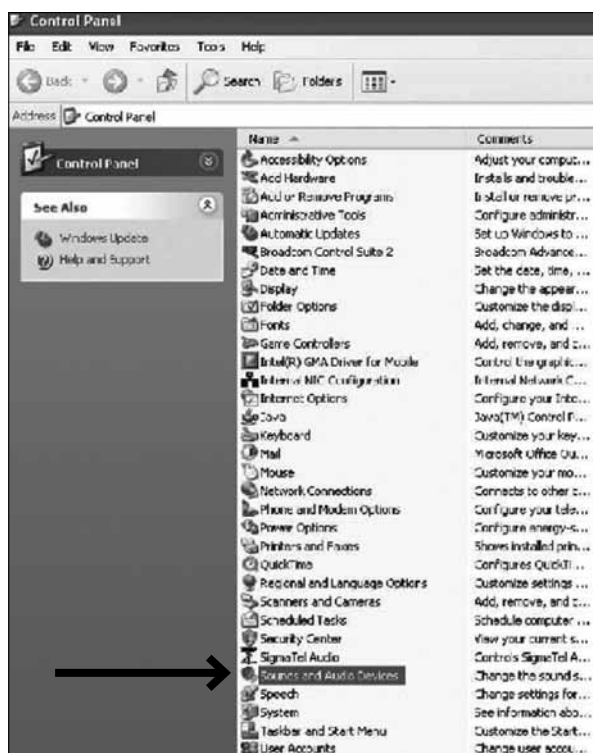 Control Panel
File Edit View Favorites Tools Help
Back Search Folders
Address Control Panel
Control Panel
See Also
Windows Update
Help and Support
Name Comments
Accessibility Options Adjust your comput...
Add Hardware Installs and trouble...
Add or Remove Programs Install or remove pr...
Administrative Tools Configure administr...
Automatic Updates Set up Windows to ...
Broadcom Control Suite 2 Broadcom Advance...
Date and Time Set the date, time, ...
Display Change the appear...
Folder Options Customize the displ...
Fonts Add, change, and ...
Game Controllers Add, remove, and c...
Intel(R) GMA Driver for Mobile Control the graphic...
Internal NIC Configuration Internal Network C...
Internet Options Configure your Inte...
Java Java(TM) Control P...
Keyboard Customize your key...
Mail Microsoft Office Ou...
Mouse Customize your mo...
Network Connections Connects to other c...
Phone and Modem Options Configure your tele...
Power Options Configure energy-s...
Printers and Faxes Shows installed prin...
QuickTime Configures QuickTi...
Regional and Language Options Customize settings ...
Scanners and Cameras Add, remove, and c...
Scheduled Tasks Schedule computer ...
Security Center View your current s...
SigmaTel Audio Controls SigmaTel A...
Sounds and Audio Devices Change the sound s...
Speech Change settings for...
System See information abo...
Taskbar and Start Menu Customize the Start...
User Accounts Change user accou...